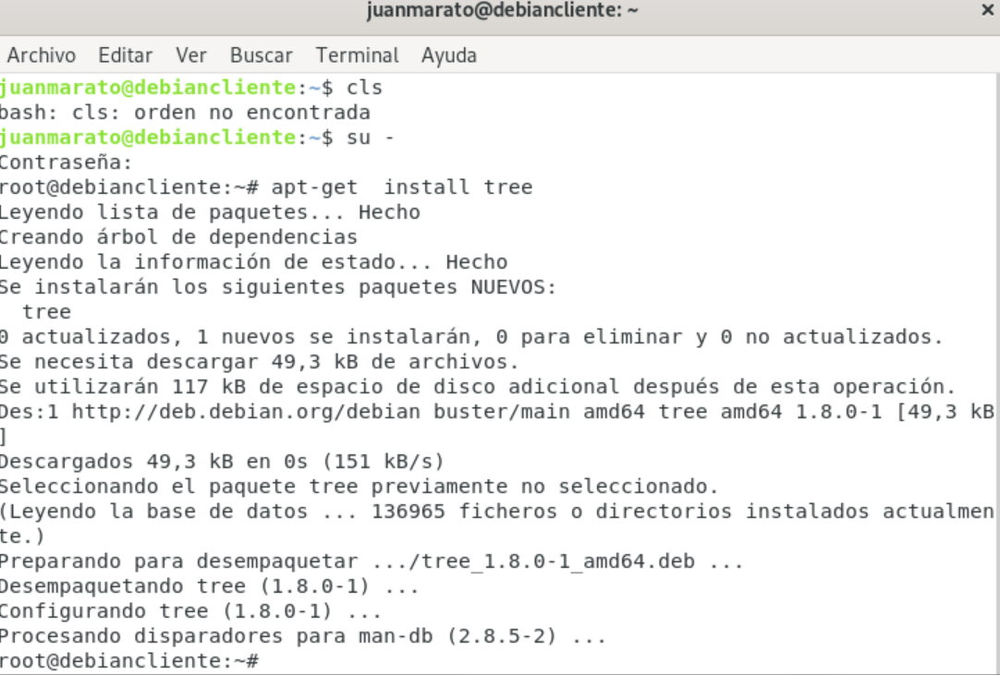 juanmarato@debiancliente: ~ ×
Archivo Editar Ver Buscar Terminal Ayuda
juanmarato@debiancliente:~$ cls
bash: cls: orden no encontrada
juanmarato@debiancliente:~$ su -
Contraseña:
root@debiancliente:~# apt-get  install tree
Leyendo lista de paquetes... Hecho
Creando árbol de dependencias
Leyendo la información de estado... Hecho
Se instalarán los siguientes paquetes NUEVOS:
  tree
0 actualizados, 1 nuevos se instalarán, 0 para eliminar y 0 no actualizados.
Se necesita descargar 49,3 kB de archivos.
Se utilizarán 117 kB de espacio de disco adicional después de esta operación.
Des:1 http://deb.debian.org/debian buster/main amd64 tree amd64 1.8.0-1 [49,3 kB
]
Descargados 49,3 kB en 0s (151 kB/s)
Seleccionando el paquete tree previamente no seleccionado.
(Leyendo la base de datos ... 136965 ficheros o directorios instalados actualmen
te.)
Preparando para desempaquetar .../tree_1.8.0-1_amd64.deb ...
Desempaquetando tree (1.8.0-1) ...
Configurando tree (1.8.0-1) ...
Procesando disparadores para man-db (2.8.5-2) ...
root@debiancliente:~#